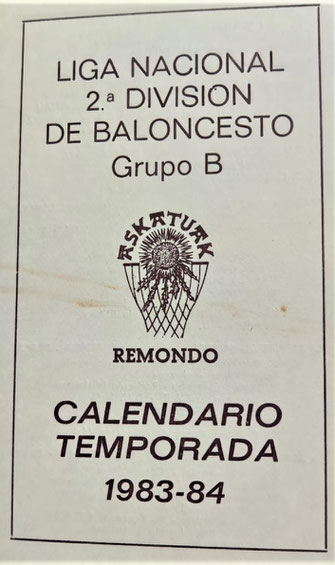 LIGA NACIONAL
2.ª DIVISION
DE BALONCESTO
Grupo B
ASKATUAK
REMONDO
CALENDARIO
TEMPORADA
1983-84